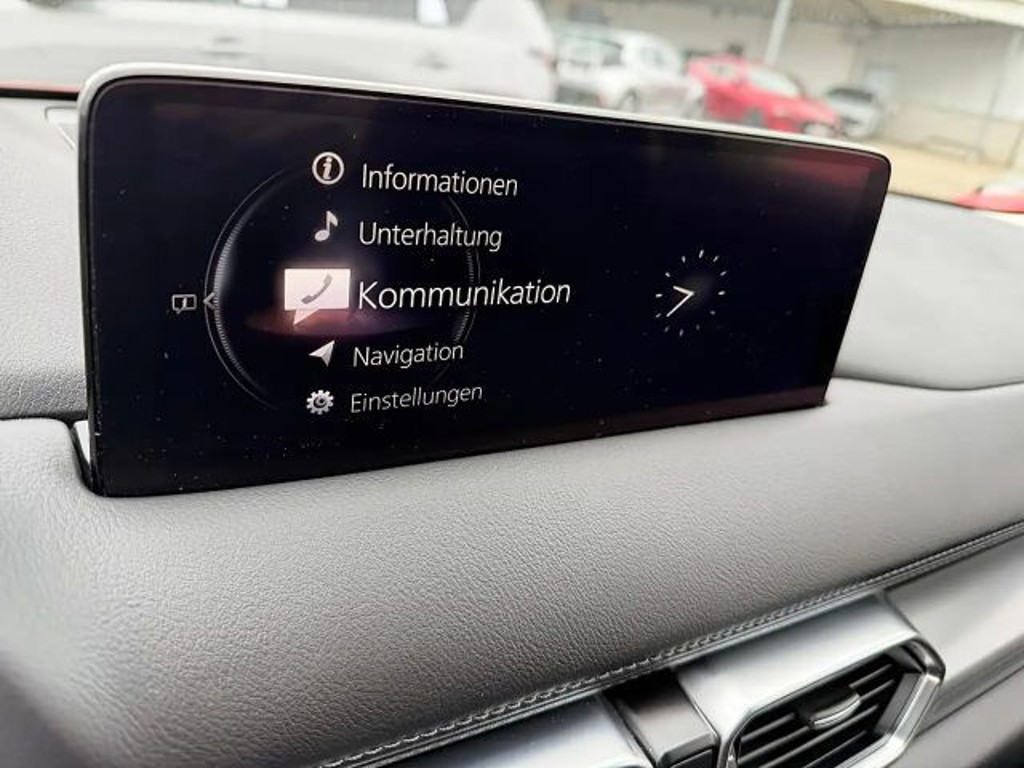 Informationen
Unterhaltung
Kommunikation
Navigation
Einstellungen